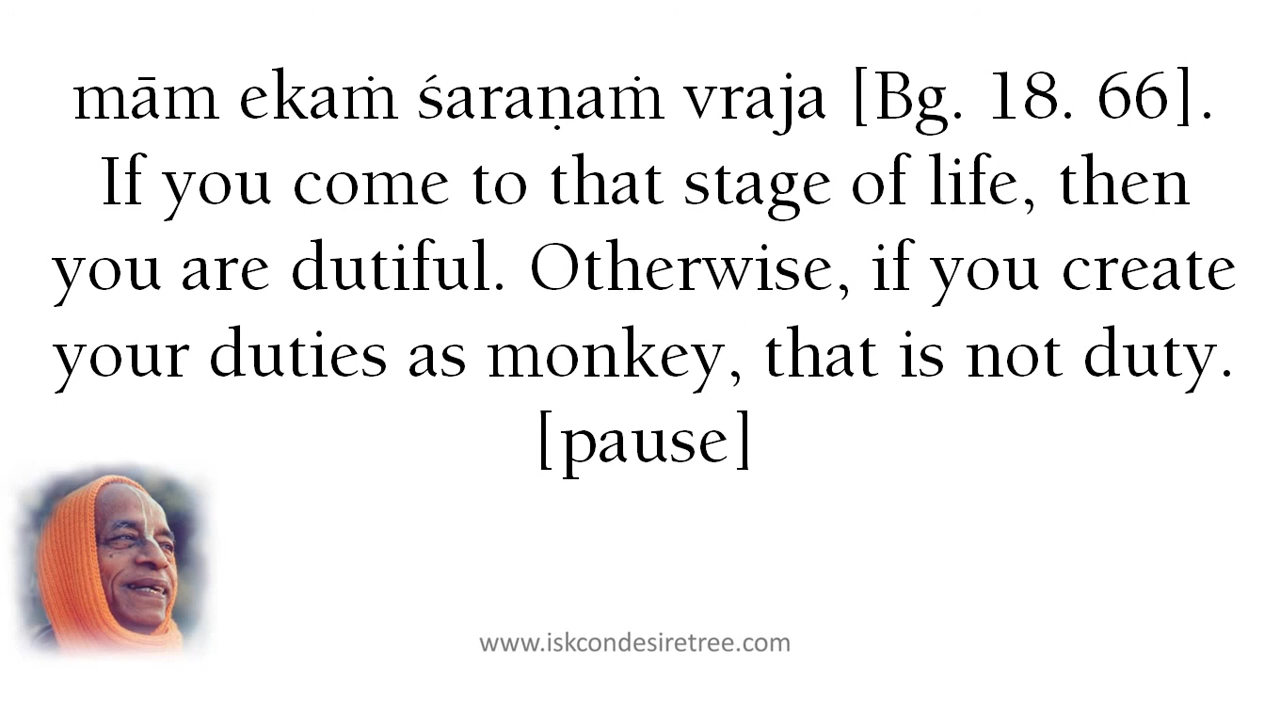 mām ekaṁ śaraṇaṁ vraja [Bg. 18. 66].
If you come to that stage of life, then
you are dutiful. Otherwise, if you create
your duties as monkey, that is not duty.
[pause]
www.iskcondesiretree.com